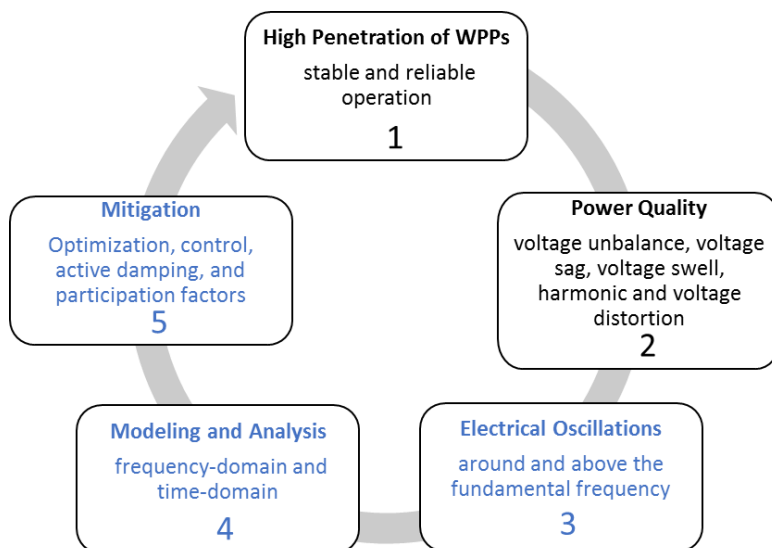 High Penetration of WPPs
stable and reliable
operation
1
Power Quality
voltage unbalance, voltage
sag, voltage swell,
harmonic and voltage
distortion
2
Electrical Oscillations
around and above the
fundamental frequency
3
Modeling and Analysis
frequency-domain and
time-domain
4
Mitigation
Optimization, control,
active damping, and
participation factors
5